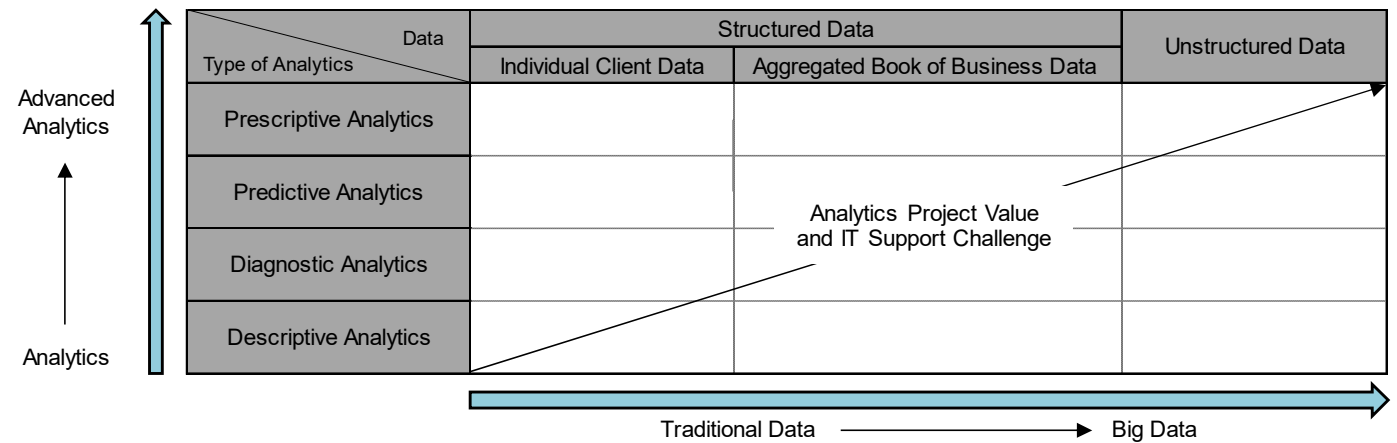 Data
Type of Analytics
Structured Data
Unstructured Data
Individual Client Data
Aggregated Book of Business Data
Advanced
Analytics
Prescriptive Analytics
Predictive Analytics
Analytics Project Value
and IT Support Challenge
Diagnostic Analytics
Descriptive Analytics
Analytics
Traditional Data
Big Data